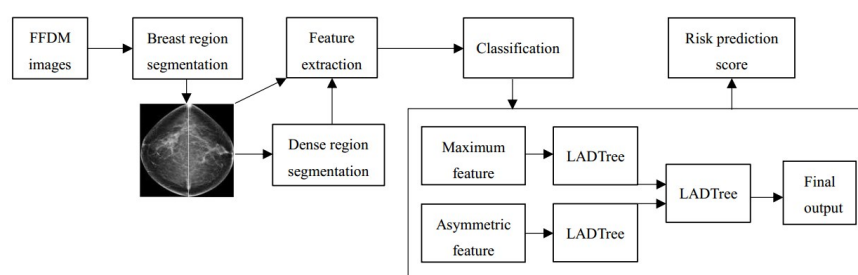 FFDM
images
Breast region
segmentation
Feature
extraction
Classification
Risk prediction
score
Dense region
segmentation
Maximum
feature
LADTree
LADTree
Final
output
Asymmetric
feature
LADTree